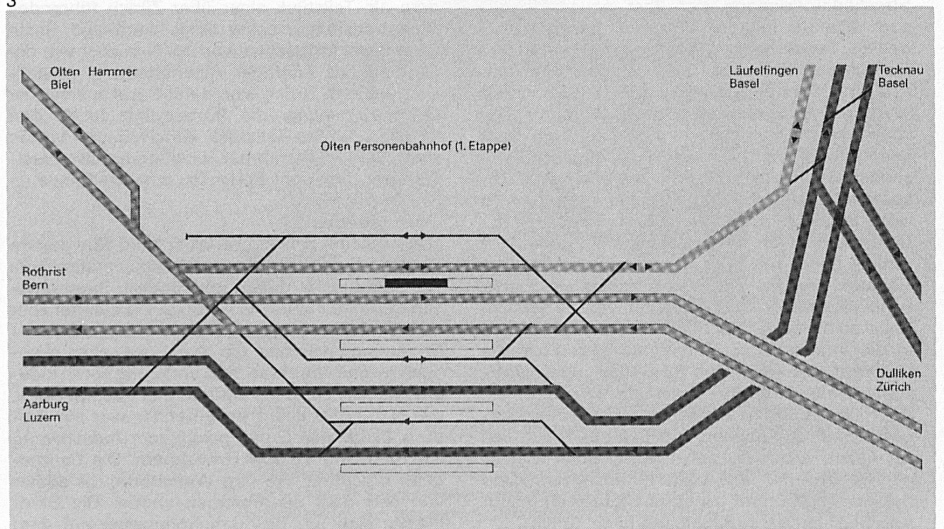 3
Olten Hammer
Biel
Läufelfingen
Basel
Tecknau
Basel
Olten Personenbahnhof (1. Etappe)
Rothrist
Bern
Aarburg
Luzern
Dulliken
Zürich